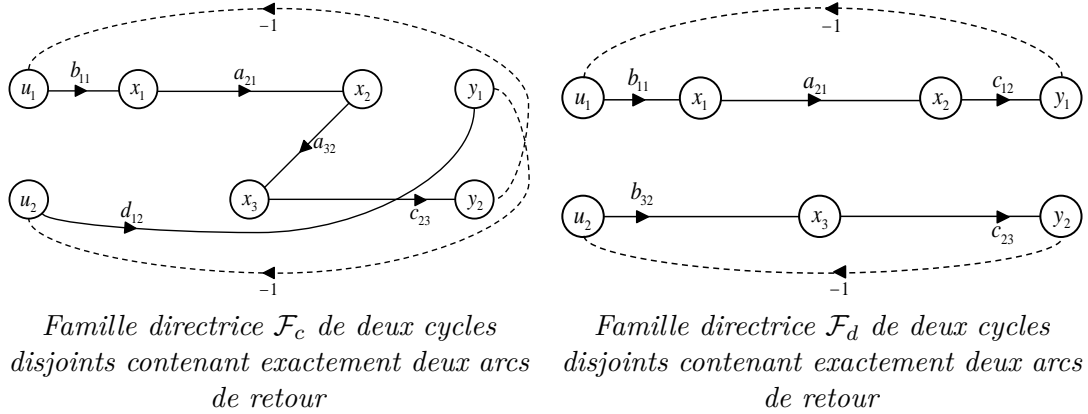 −1
b₁₁
a₂₁
u₁
x₁
x₂
y₁
a₃₂
u₂
x₃
y₂
d₁₂
c₂₃
−1
Famille directrice ℱ_c de deux cycles
disjoints contenant exactement deux arcs
de retour
−1
b₁₁
a₂₁
c₁₂
u₁
x₁
x₂
y₁
b₃₂
u₂
x₃
y₂
c₂₃
−1
Famille directrice ℱ_d de deux cycles
disjoints contenant exactement deux arcs
de retour